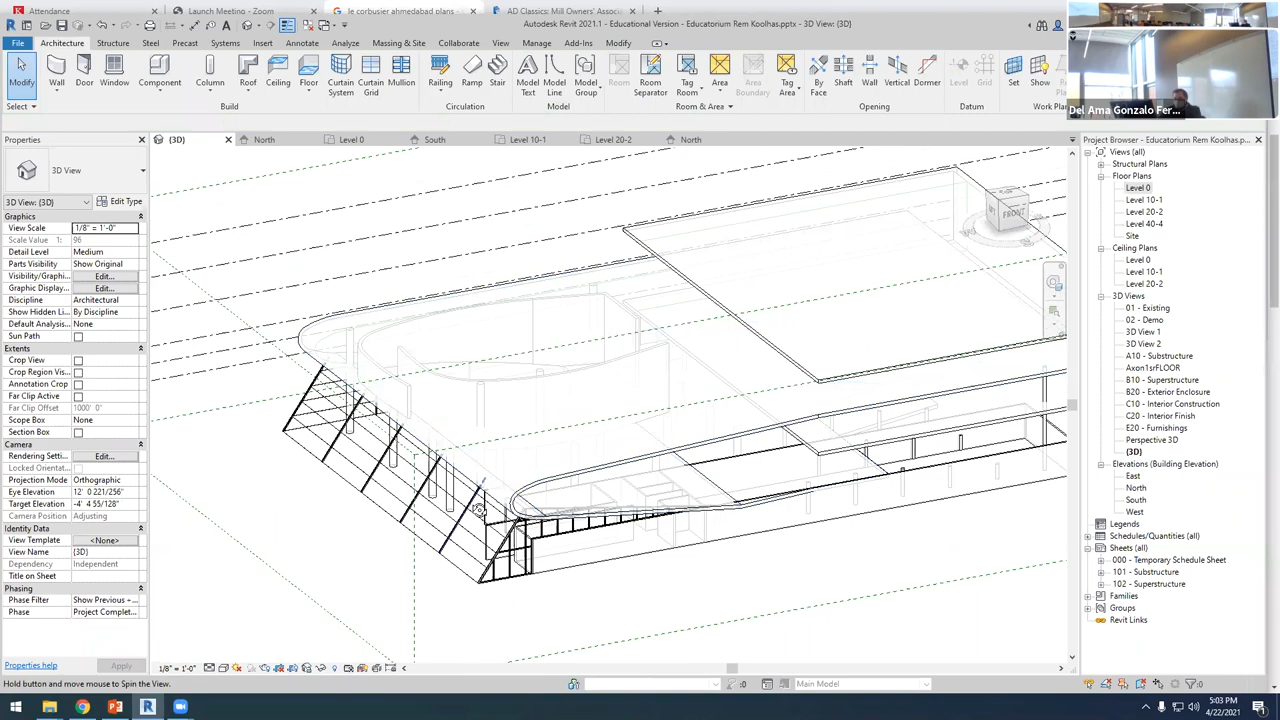 Attendance
Launch Meeting - Zoom
le corbusier ahmedabad plans -
AD Classics: Mill Owners' Associ
Autodesk Revit 2021.1 - Educational Version - Educatorium Rem Koolhas.pptx - 3D View: {3D}
File Architecture Structure Steel Precast Systems Insert Annotate Analyze Massing & Site Collaborate View Manage Add-Ins Modify
Modify Wall Door Window Component Column Roof Ceiling Floor Curtain System Curtain Grid Mullion Railing Ramp Stair Model Text Model Line Model Group Room Room Separator Tag Room Area Area Boundary Tag Area By Face Shaft Wall Vertical Dormer Level Grid Set Show
Select Build Circulation Model Room & Area Opening Datum Work Plan
Del Ama Gonzalo Fer...
Properties
{3D} North Level 0 South Level 10-1 Level 20-2 North
3D View
3D View: {3D} Edit Type
Graphics
View Scale 1/8" = 1'-0"
Scale Value 1: 96
Detail Level Medium
Parts Visibility Show Original
Visibility/Graphi... Edit...
Graphic Display... Edit...
Discipline Architectural
Show Hidden Li... By Discipline
Default Analysis... None
Sun Path
Extents
Crop View
Crop Region Vis...
Annotation Crop
Far Clip Active
Far Clip Offset 1000' 0"
Scope Box None
Section Box
Camera
Rendering Setti... Edit...
Locked Orientat...
Projection Mode Orthographic
Eye Elevation 12' 0 221/256"
Target Elevation -4' 4 55/128"
Camera Position Adjusting
Identity Data
View Template <None>
View Name {3D}
Dependency Independent
Title on Sheet
Phasing
Phase Filter Show Previous + ...
Phase Project Complet...
Properties help Apply
FRONT
Project Browser - Educatorium Rem Koolhas.pptx - 3...
Views (all)
Structural Plans
Floor Plans
Level 0
Level 10-1
Level 20-2
Level 40-4
Site
Ceiling Plans
Level 0
Level 10-1
Level 20-2
3D Views
01 - Existing
02 - Demo
3D View 1
3D View 2
A10 - Substructure
Axon1srFLOOR
B10 - Superstructure
B20 - Exterior Enclosure
C10 - Interior Construction
C20 - Interior Finish
E20 - Furnishings
Perspective 3D
{3D}
Elevations (Building Elevation)
East
North
South
West
Legends
Schedules/Quantities (all)
Sheets (all)
000 - Temporary Schedule Sheet
101 - Substructure
102 - Superstructure
Families
Groups
Revit Links
1/8" = 1'-0"
Hold button and move mouse to Spin the View.
:0 Main Model :0
5:03 PM
4/22/2021